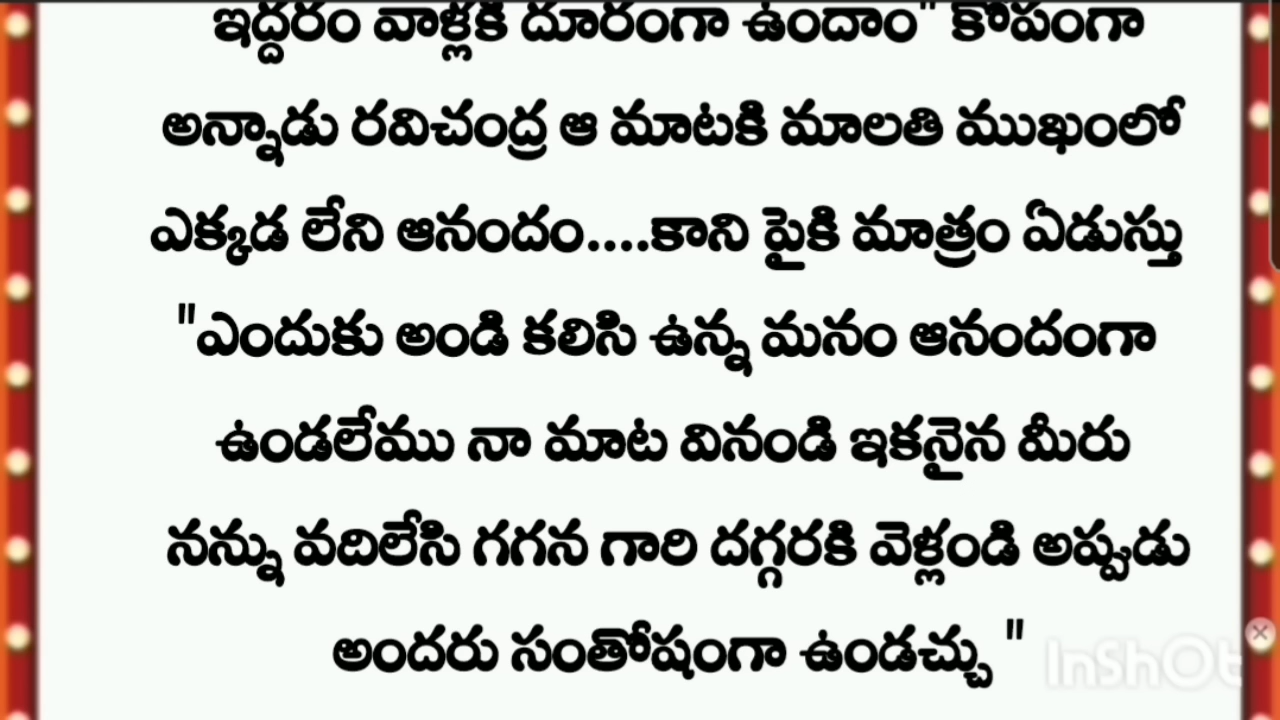 ఇద్దరం వాళ్లకి దూరంగా ఉందాం" కోపంగా
అన్నాడు రవిచంద్ర ఆ మాటకి మాలతి ముఖంలో
ఎక్కడ లేని ఆనందం....కాని పైకి మాత్రం ఏడుస్తు
"ఎందుకు అండి కలిసి ఉన్న మనం ఆనందంగా
ఉండలేము నా మాట వినండి ఇకనైన మీరు
నన్ను వదిలేసి గగన గారి దగ్గరకి వెళ్లండి అప్పుడు
అందరు సంతోషంగా ఉండచ్చు "
InShOt